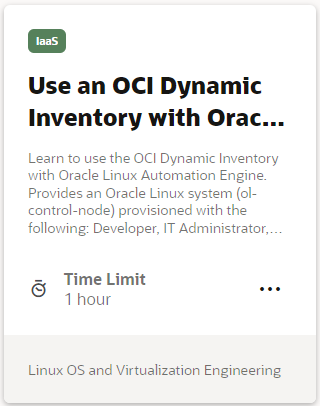 IaaS
Use an OCI Dynamic
Inventory with Orac...
Learn to use the OCI Dynamic Inventory
with Oracle Linux Automation Engine.
Provides an Oracle Linux system (ol-
control-node) provisioned with the
following: Developer, IT Administrator,...
Time Limit
1 hour
Linux OS and Virtualization Engineering